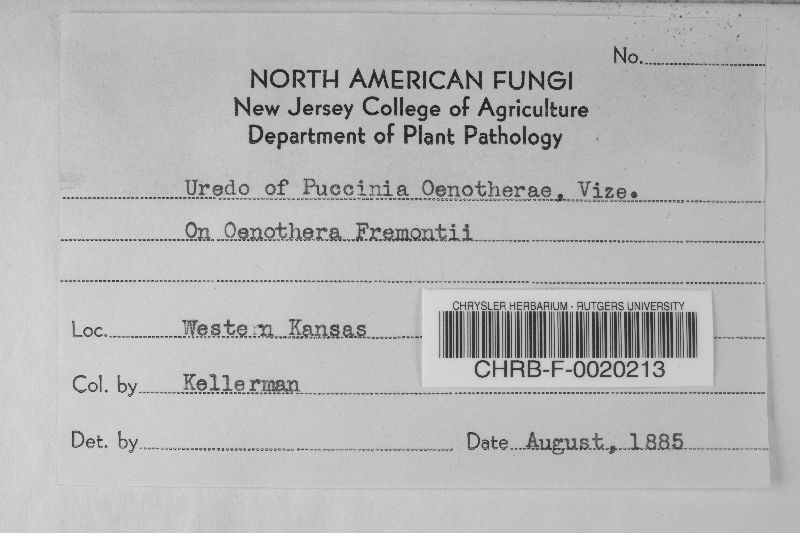 No.
NORTH AMERICAN FUNGI
New Jersey College of Agriculture
Department of Plant Pathology
Uredo of Puccinia Oenotherae, Vize.
On Oenothera Fremontii
Loc. Western Kansas
CHRYSLER HERBARIUM - RUTGERS UNIVERSITY
CHRB-F-0020213
Col. by Kellerman
Det. by
Date August, 1885